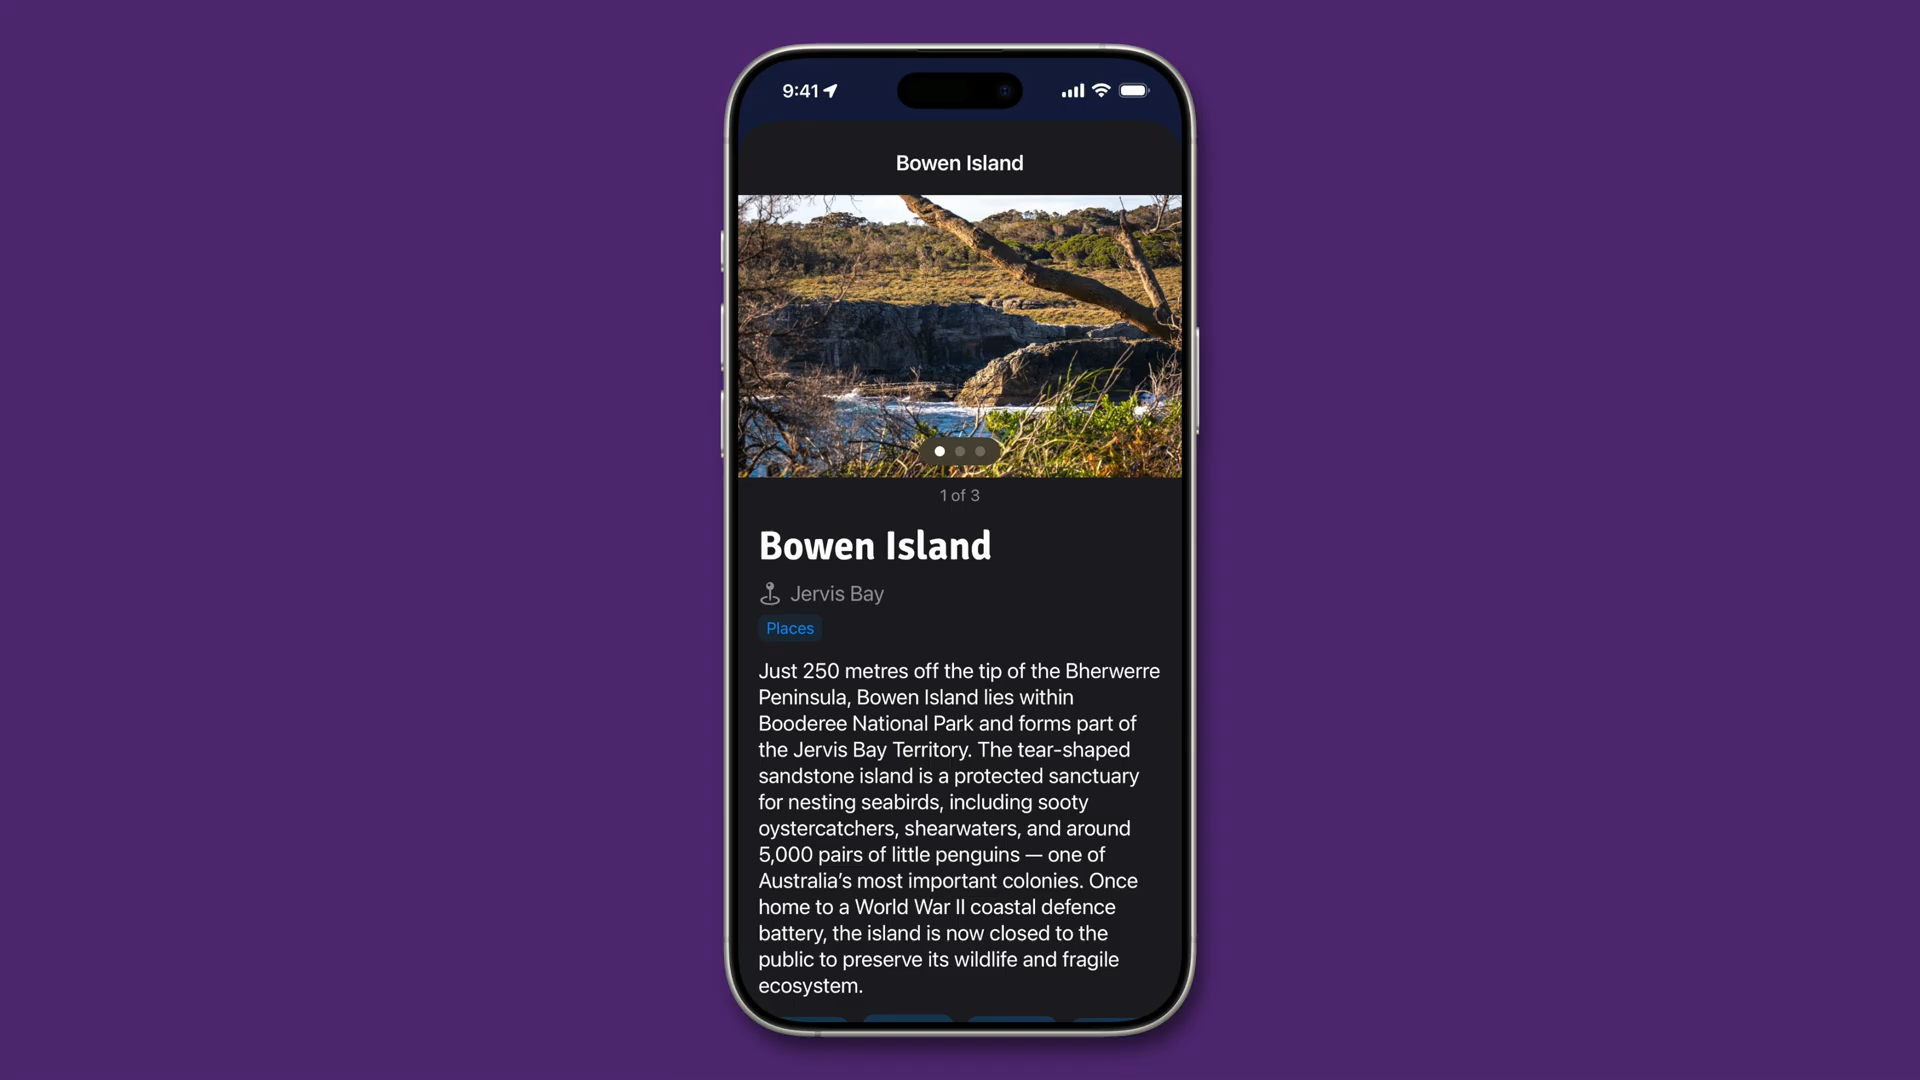 9:41
Bowen Island
1 of 3
Bowen Island
Jervis Bay
Places
Just 250 metres off the tip of the Bherwerre
Peninsula, Bowen Island lies within
Booderee National Park and forms part of
the Jervis Bay Territory. The tear-shaped
sandstone island is a protected sanctuary
for nesting seabirds, including sooty
oystercatchers, shearwaters, and around
5,000 pairs of little penguins — one of
Australia’s most important colonies. Once
home to a World War II coastal defence
battery, the island is now closed to the
public to preserve its wildlife and fragile
ecosystem.